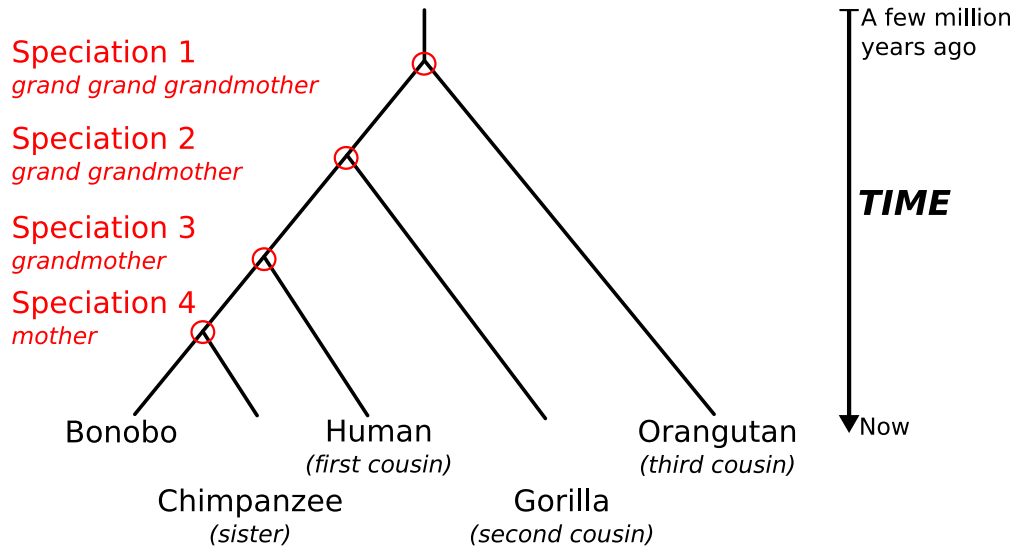 Speciation 1
grand grand grandmother
Speciation 2
grand grandmother
Speciation 3
grandmother
Speciation 4
mother
A few million
years ago
TIME
Now
Bonobo
Human
(first cousin)
Orangutan
(third cousin)
Chimpanzee
(sister)
Gorilla
(second cousin)